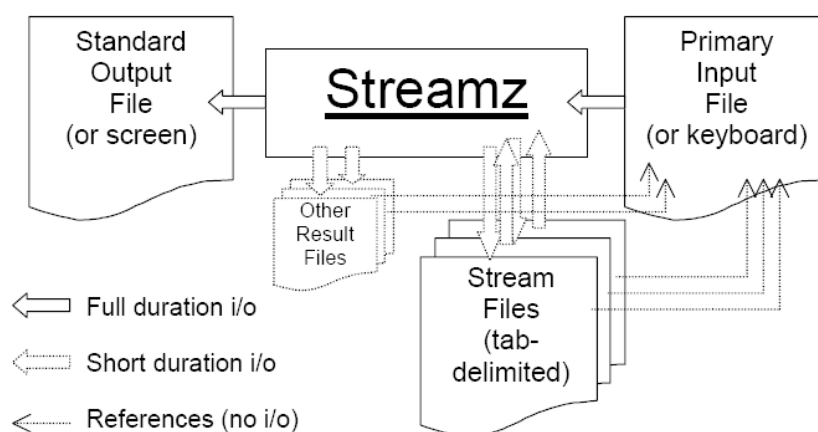 Standard
Output
File
(or screen)
Streamz
Primary
Input
File
(or keyboard)
Other
Result
Files
Stream
Files
(tab-
delimited)
Full duration i/o
Short duration i/o
References (no i/o)